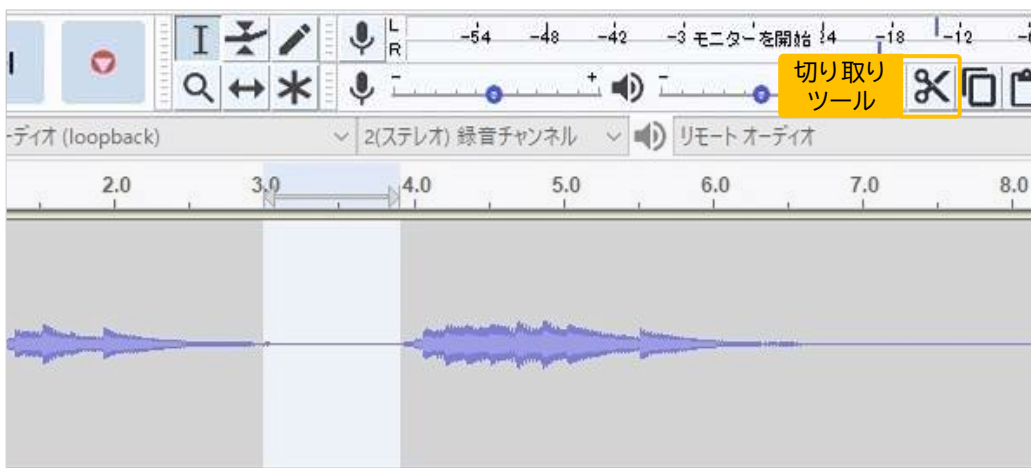 L
R
-54 -48 -42 -3 モニターを開始 !4 -18 -12 -6
- + -
切り取り
ツール
ーディオ (loopback) 2(ステレオ) 録音チャンネル リモート オーディオ
2.0 3.0 4.0 5.0 6.0 7.0 8.0